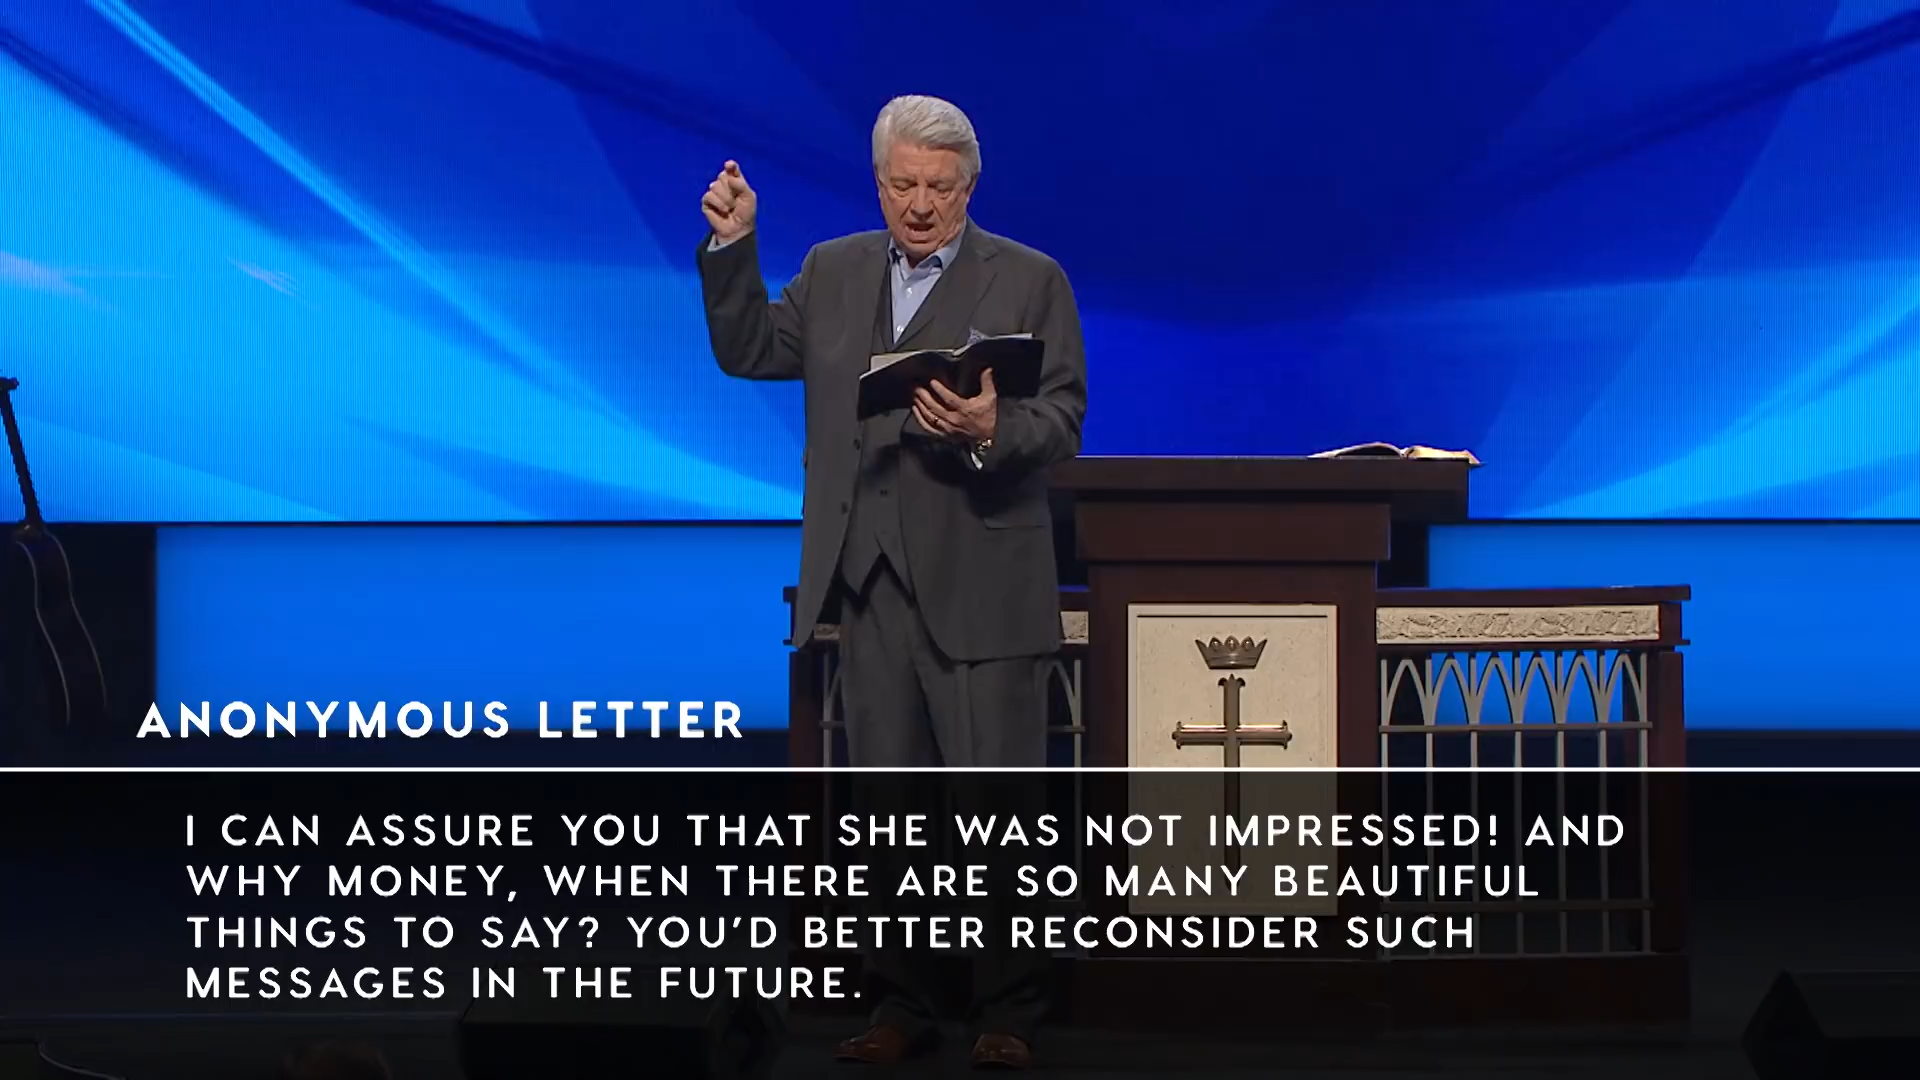 ANONYMOUS LETTER
I CAN ASSURE YOU THAT SHE WAS NOT IMPRESSED! AND
WHY MONEY, WHEN THERE ARE SO MANY BEAUTIFUL
THINGS TO SAY? YOU'D BETTER RECONSIDER SUCH
MESSAGES IN THE FUTURE.